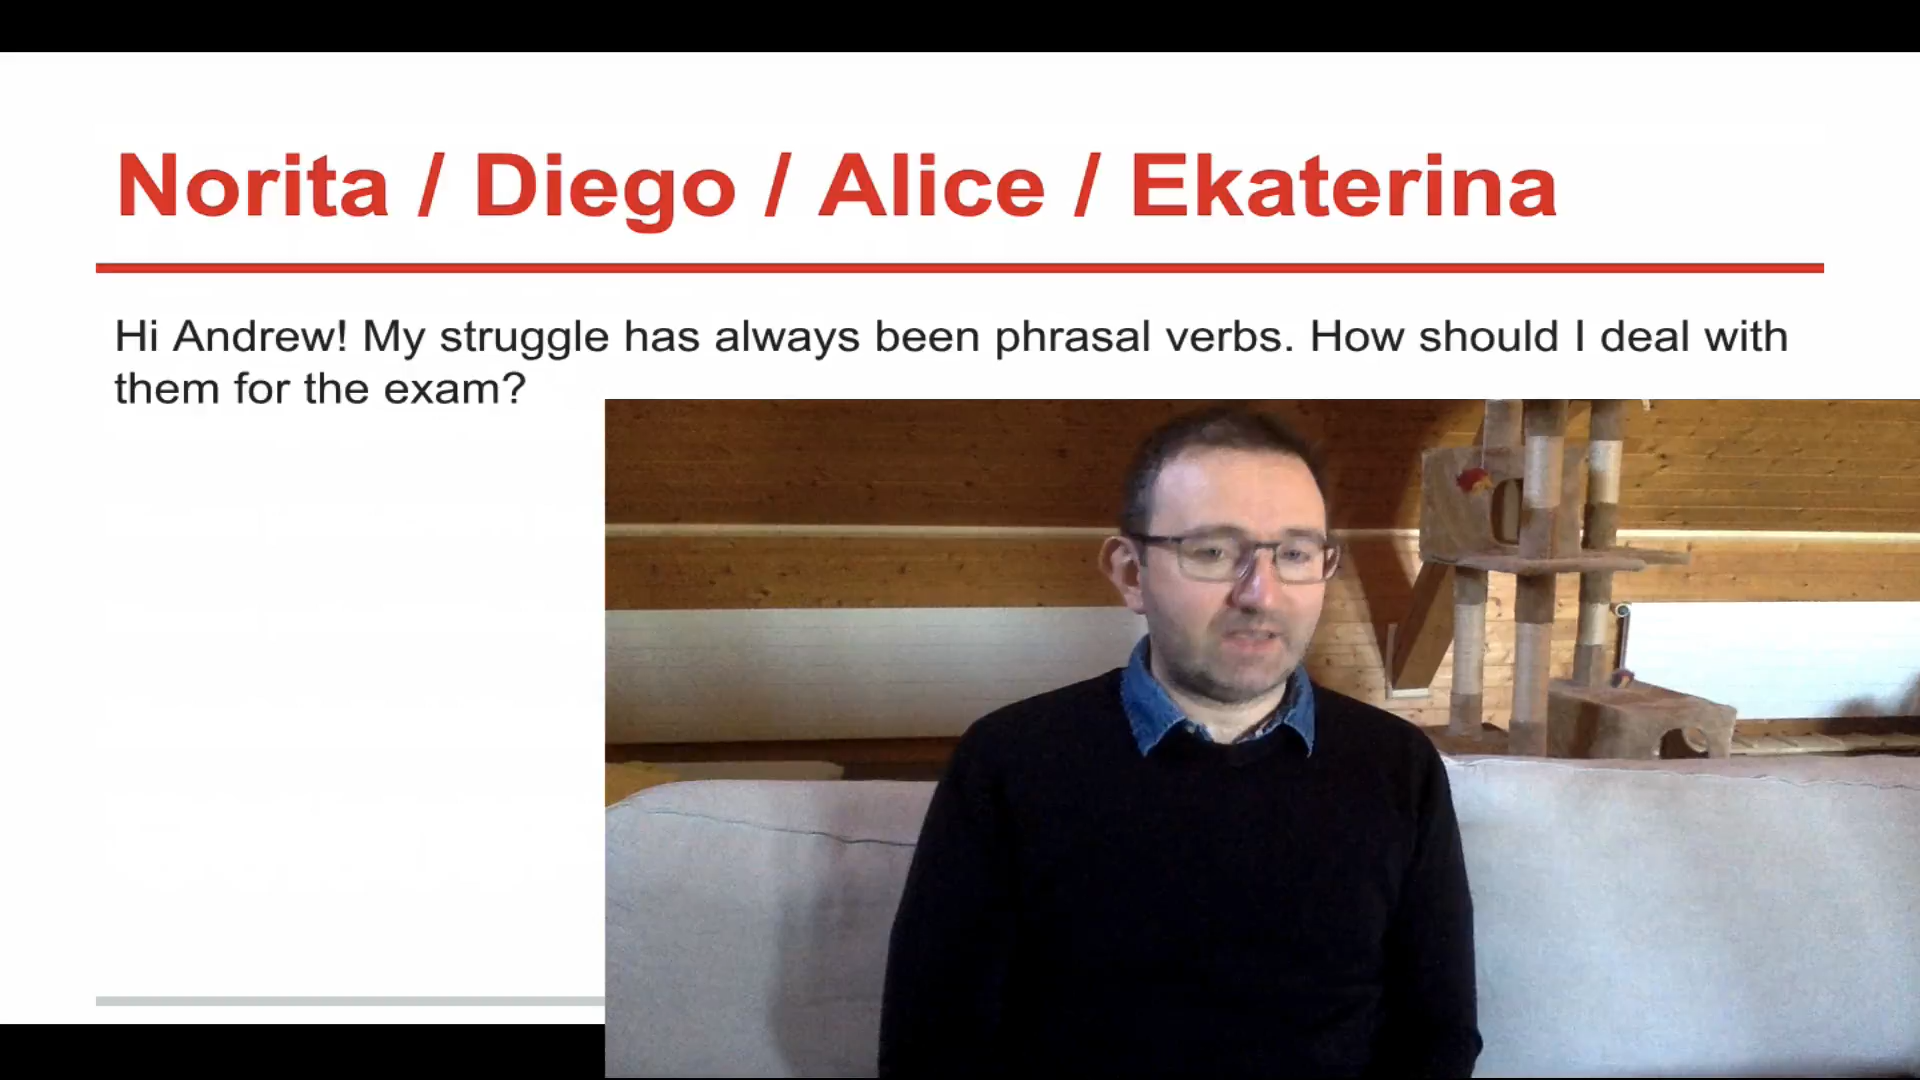 Norita / Diego / Alice / Ekaterina
Hi Andrew! My struggle has always been phrasal verbs. How should I deal with
them for the exam?